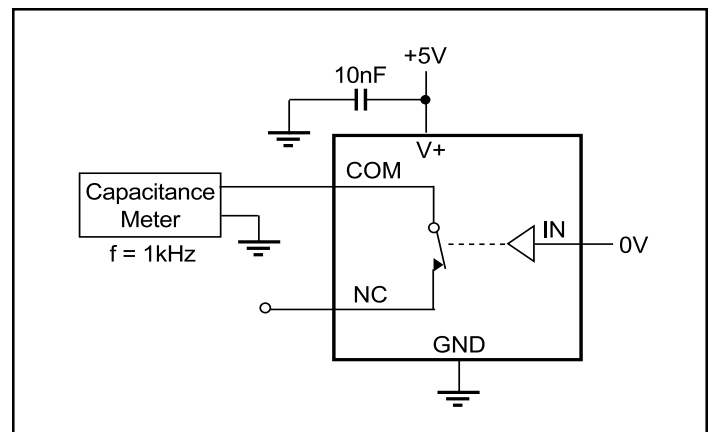 +5V
10nF
V+
COM
Capacitance
Meter
f = 1kHz
IN
0V
NC
GND